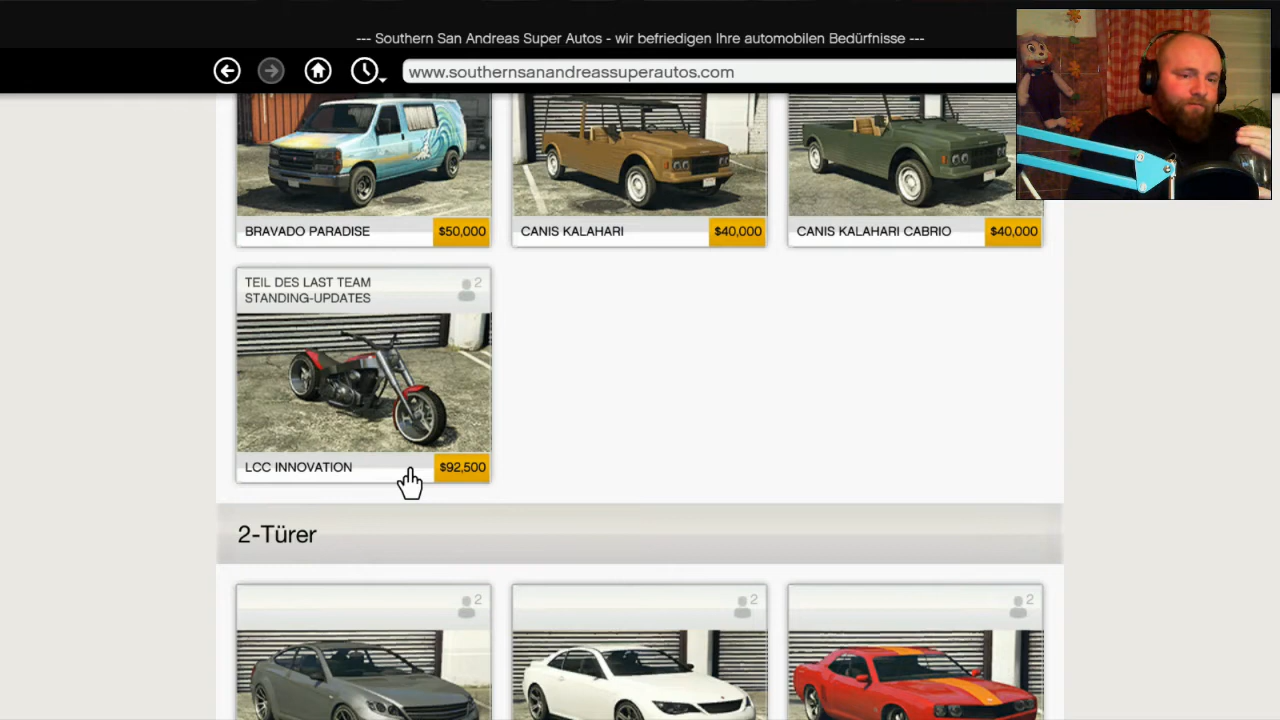 --- Southern San Andreas Super Autos - wir befriedigen Ihre automobilen Bedürfnisse ---
www.southernsanandreassuperautos.com
BRAVADO PARADISE $50,000
CANIS KALAHARI $40,000
CANIS KALAHARI CABRIO $40,000
TEIL DES LAST TEAM 2
STANDING-UPDATES
LCC INNOVATION $92,500
2-Türer
2
2
2